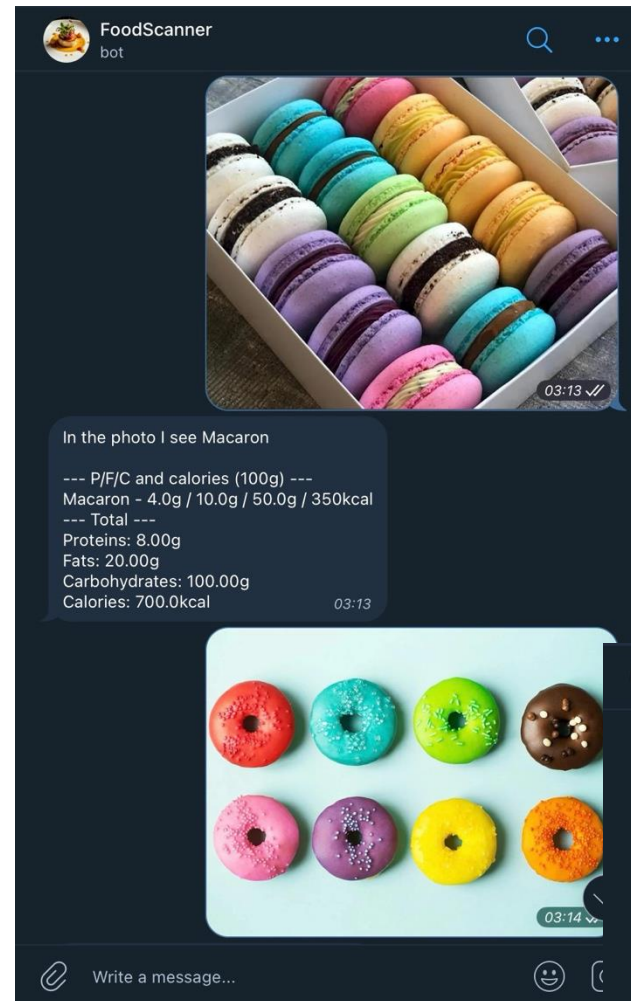 FoodScanner
bot
03:13
In the photo I see Macaron
--- P/F/C and calories (100g) ---
Macaron - 4.0g / 10.0g / 50.0g / 350kcal
--- Total ---
Proteins: 8.00g
Fats: 20.00g
Carbohydrates: 100.00g
Calories: 700.0kcal
03:13
03:14
Write a message...